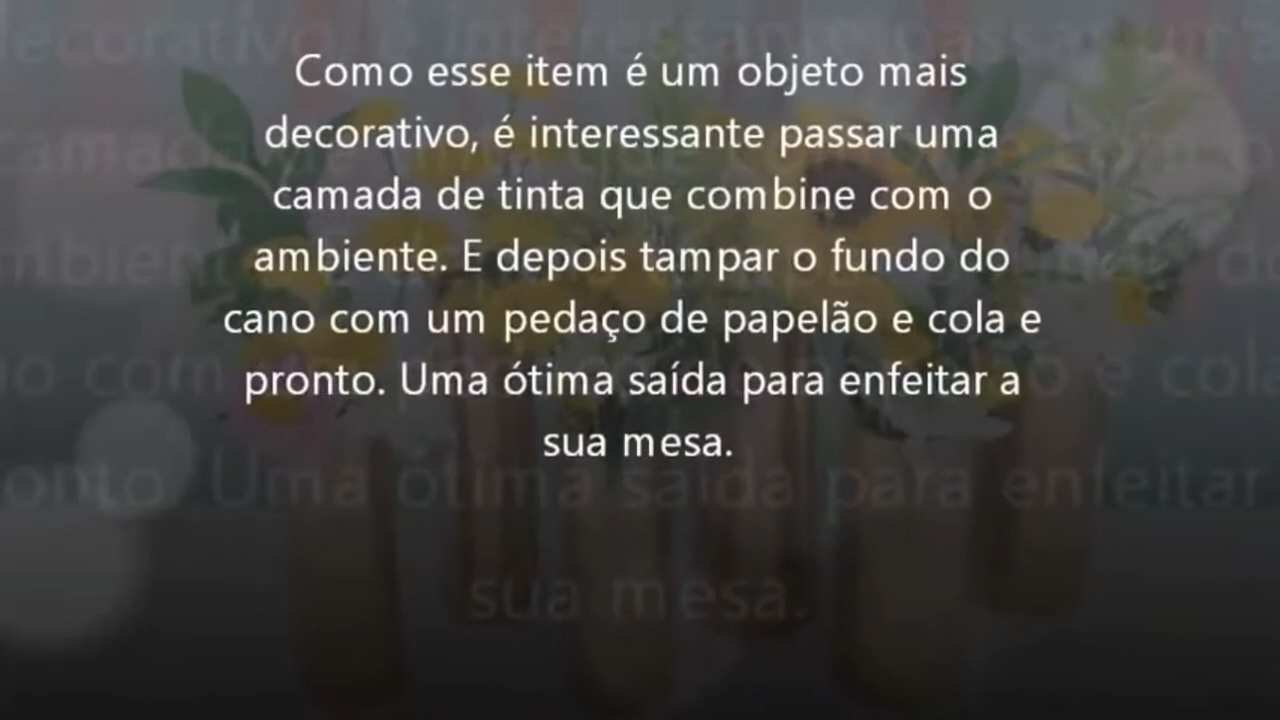 Como esse item é um objeto mais
decorativo, é interessante passar uma
camada de tinta que combine com o
ambiente. E depois tampar o fundo do
cano com um pedaço de papelão e cola e
pronto. Uma ótima saída para enfeitar a
sua mesa.